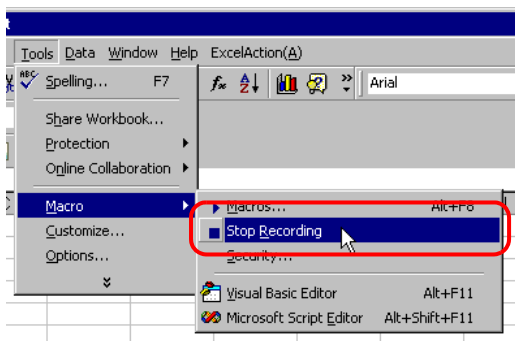 Tools Data Window Help ExcelAction(A)
Spelling... F7
Arial
Share Workbook...
Protection
Online Collaboration
Macro
Macros... Alt+F8
Customize...
Stop Recording
Options...
Security...
Visual Basic Editor Alt+F11
Microsoft Script Editor Alt+Shift+F11